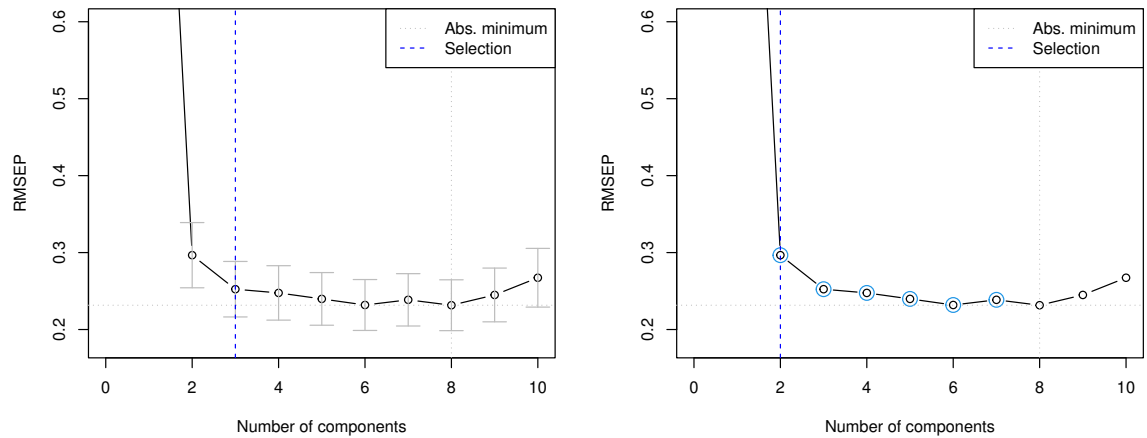 Abs. minimum
Selection
RMSEP
0.6
0.5
0.4
0.3
0.2
0 2 4 6 8 10
Number of components
Abs. minimum
Selection
RMSEP
0.6
0.5
0.4
0.3
0.2
0 2 4 6 8 10
Number of components